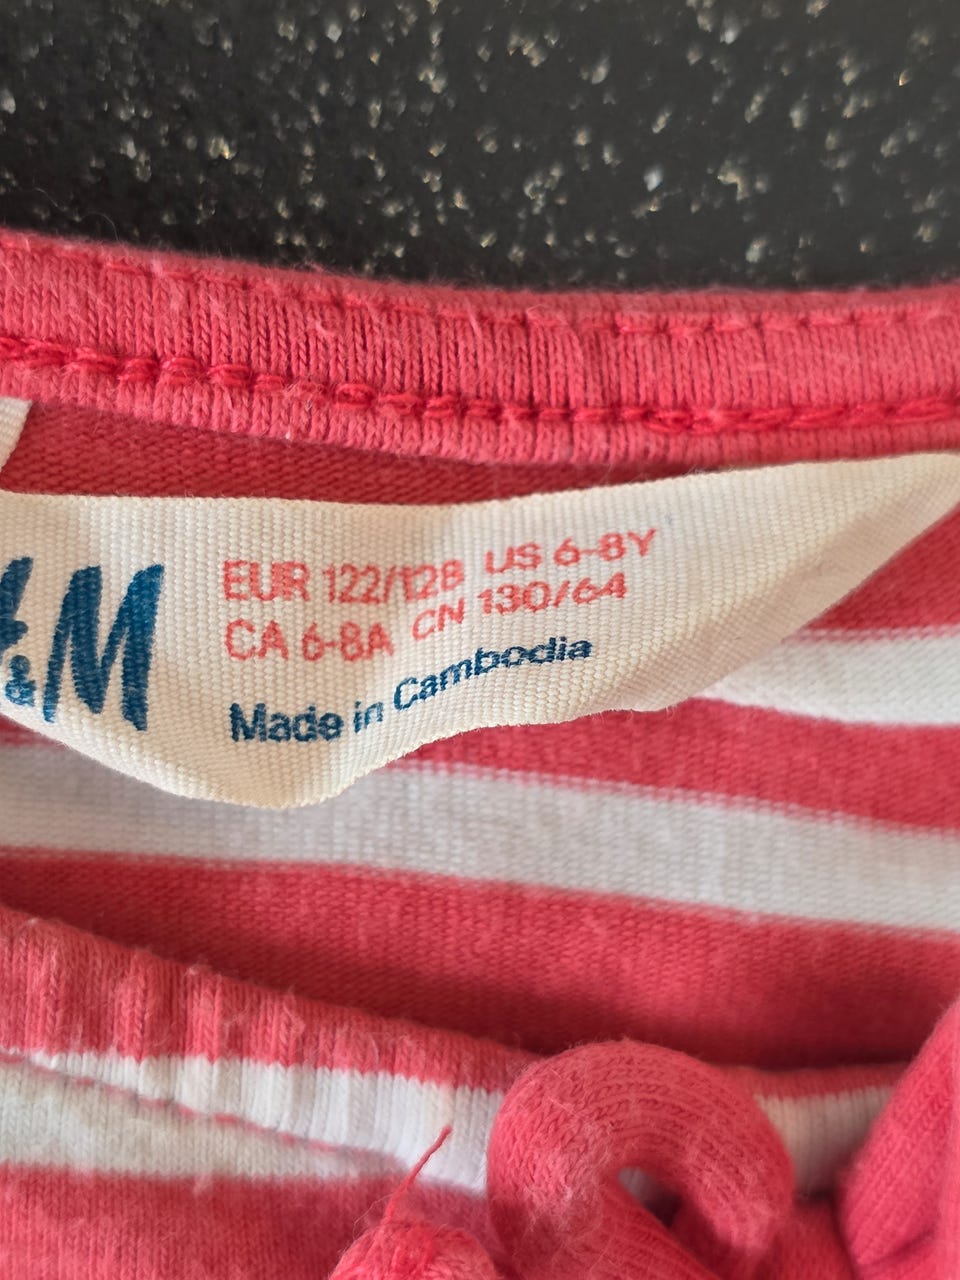 H&M
EUR 122/128 US 6-8Y
CA 6-8A CN 130/64
Made in Cambodia